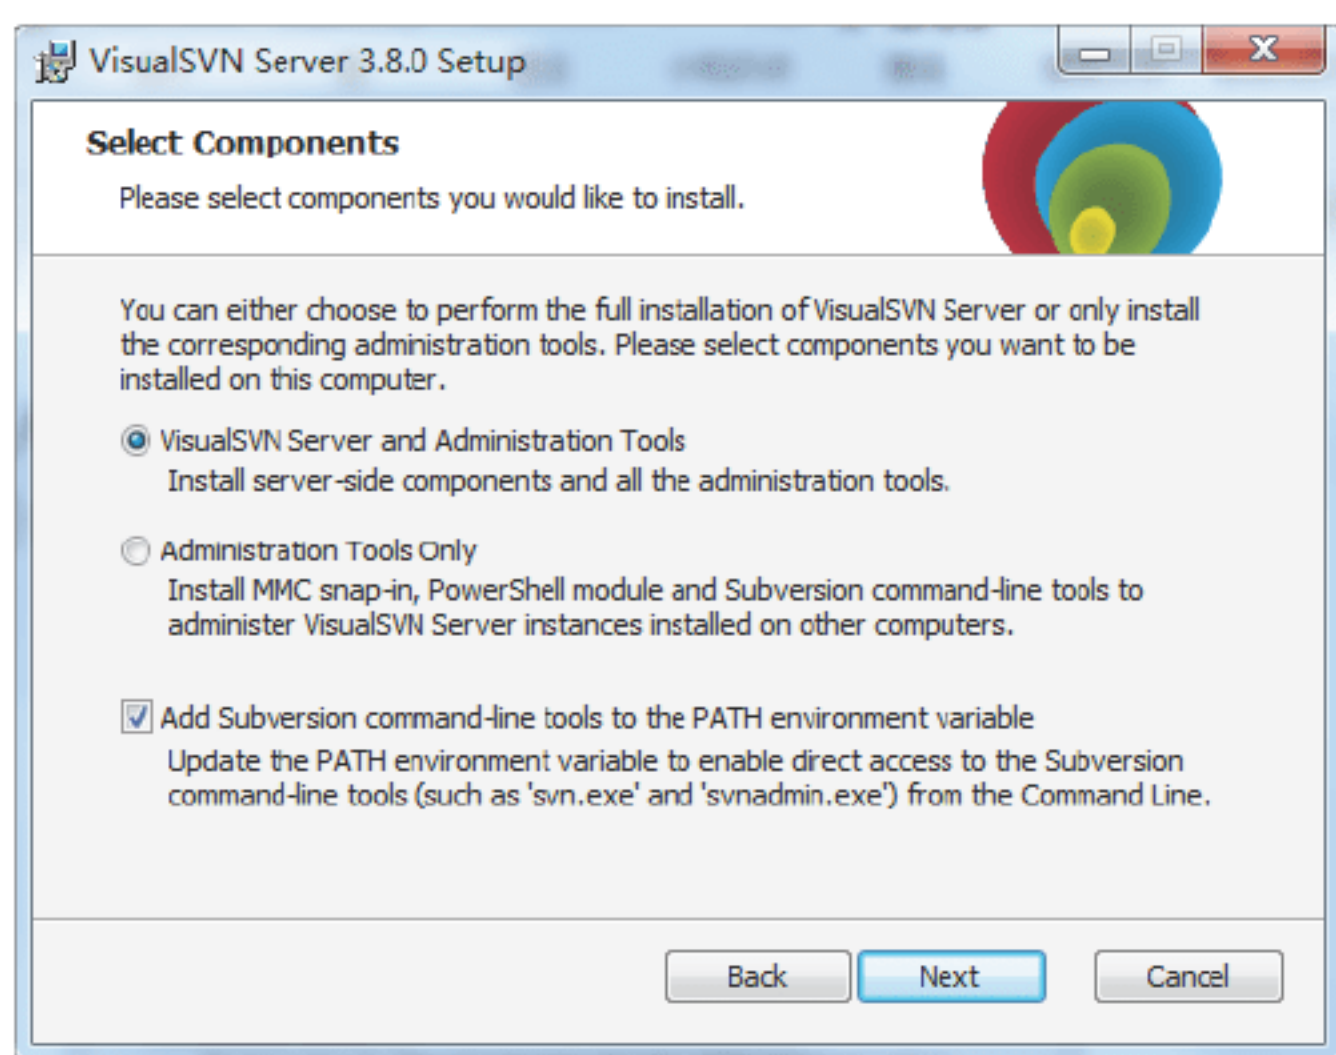 VisualSVN Server 3.8.0 Setup
Select Components
Please select components you would like to install.
You can either choose to perform the full installation of VisualSVN Server or only install
the corresponding administration tools. Please select components you want to be
installed on this computer.
VisualSVN Server and Administration Tools
Install server-side components and all the administration tools.
Administration Tools Only
Install MMC snap-in, PowerShell module and Subversion command-line tools to
administer VisualSVN Server instances installed on other computers.
Add Subversion command-line tools to the PATH environment variable
Update the PATH environment variable to enable direct access to the Subversion
command-line tools (such as 'svn.exe' and 'svnadmin.exe') from the Command Line.
Back Next Cancel